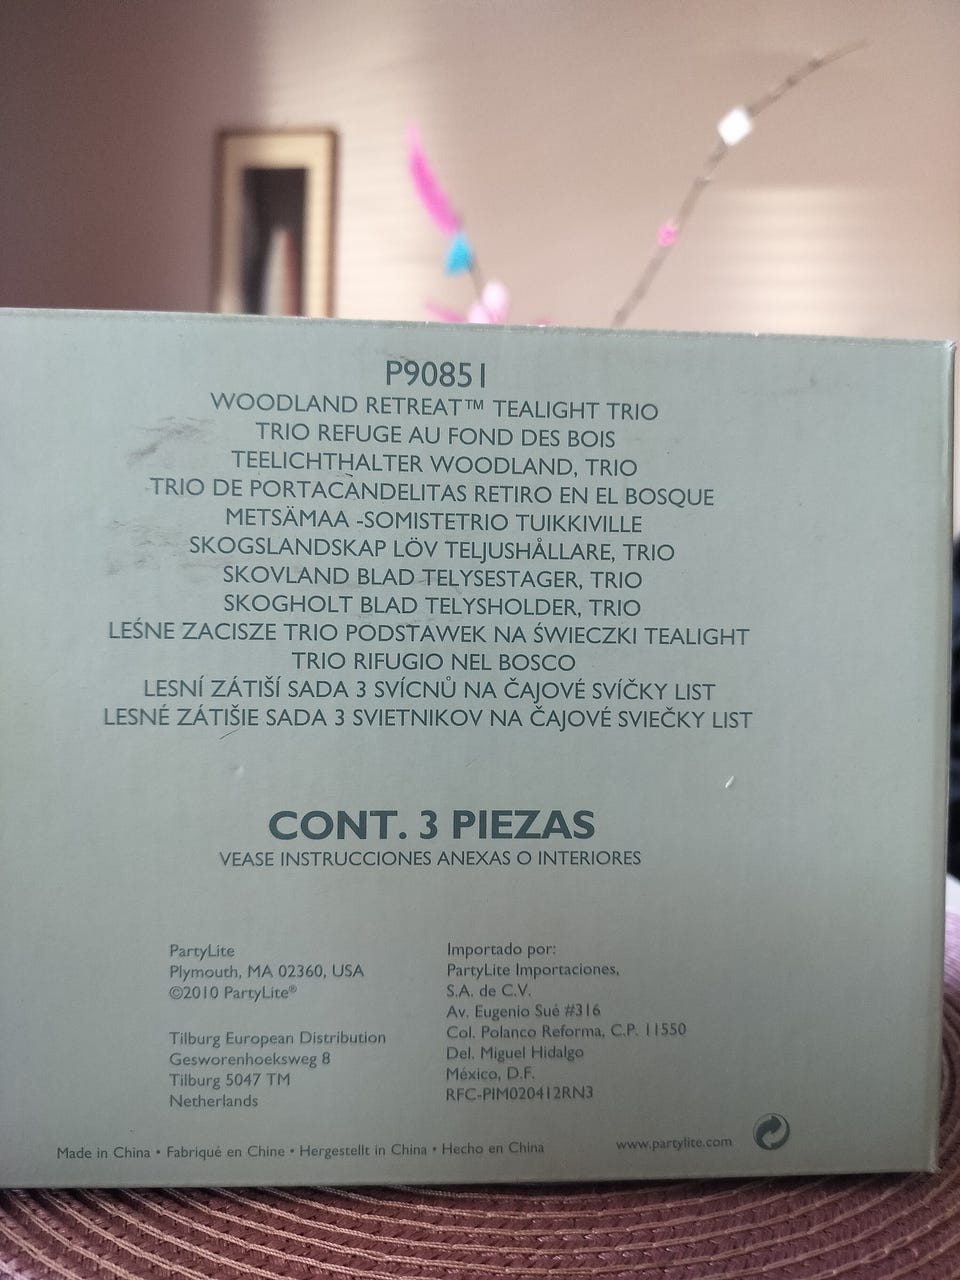 P90851
WOODLAND RETREAT™ TEALIGHT TRIO
TRIO REFUGE AU FOND DES BOIS
TEELICHTHALTER WOODLAND, TRIO
TRIO DE PORTACANDELITAS RETIRO EN EL BOSQUE
METSÄMAA -SOMISTETRIO TUIKKIVILLE
SKOGSLANDSKAP LÖV TELJUSHÅLLARE, TRIO
SKOVLAND BLAD TELYSESTAGER, TRIO
SKOGHOLT BLAD TELYSHOLDER, TRIO
LEŚNE ZACISZE TRIO PODSTAWEK NA ŚWIECZKI TEALIGHT
TRIO RIFUGIO NEL BOSCO
LESNÍ ZÁTIŠÍ SADA 3 SVÍCNŮ NA ČAJOVÉ SVÍČKY LIST
LESNÉ ZÁTIŠIE SADA 3 SVIETNIKOV NA ČAJOVÉ SVIEČKY LIST
CONT. 3 PIEZAS
VEASE INSTRUCCIONES ANEXAS O INTERIORES
PartyLite
Plymouth, MA 02360, USA
©2010 PartyLite®
Tilburg European Distribution
Gesworenhoeksweg 8
Tilburg 5047 TM
Netherlands
Importado por:
PartyLite Importaciones,
S.A. de C.V.
Av. Eugenio Sué #316
Col. Polanco Reforma, C.P. 11550
Del. Miguel Hidalgo
México, D.F.
RFC-PIM020412RN3
Made in China • Fabriqué en Chine • Hergestellt in China • Hecho en China
www.partylite.com